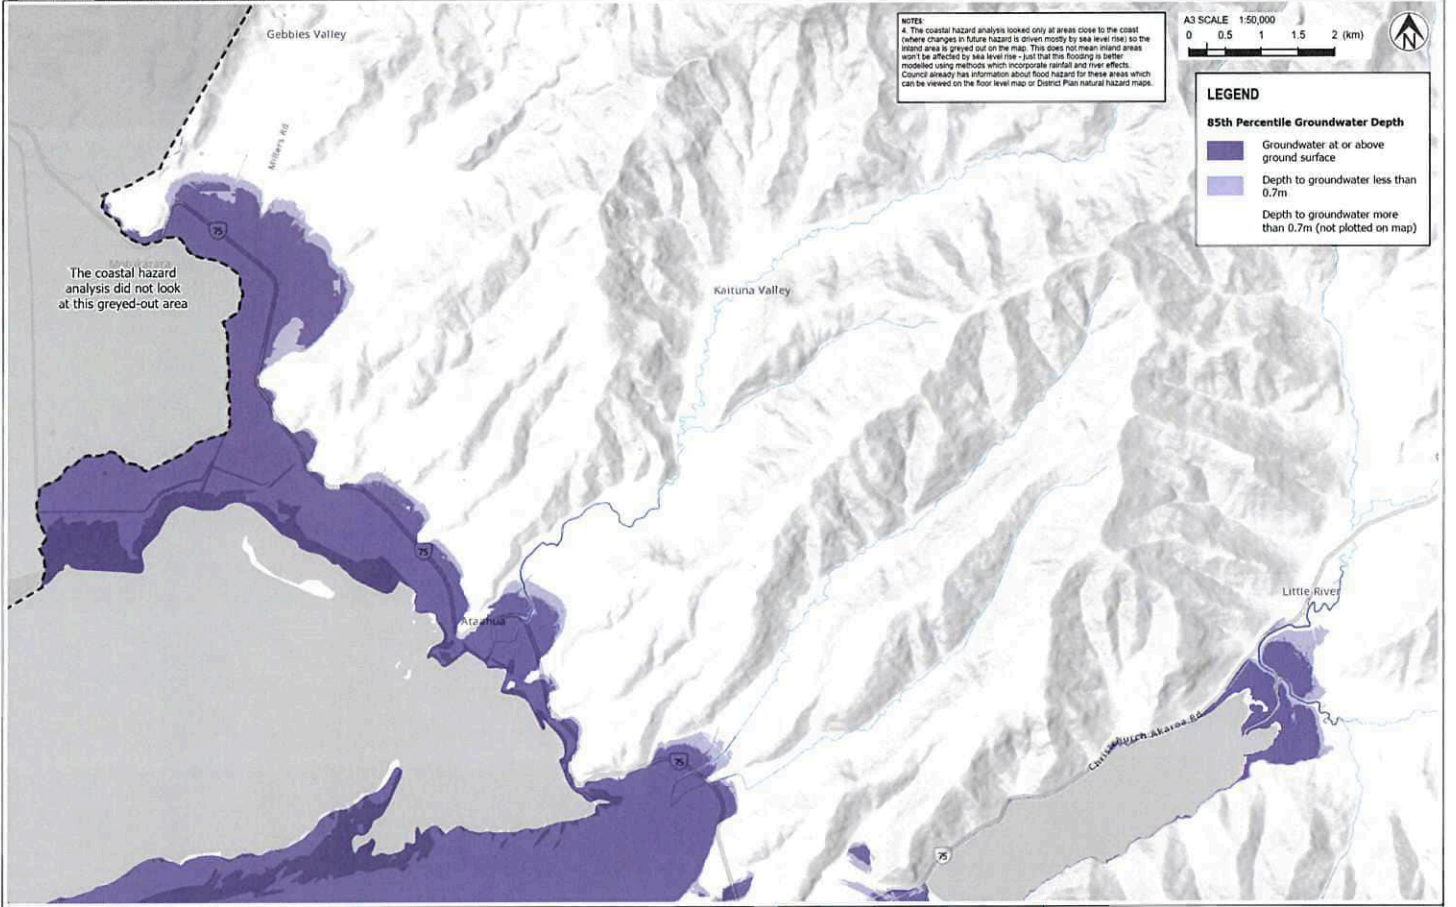 Gebbies Valley
NOTES:
4. The coastal hazard analysis looked only at areas close to the coast
(where changes in future hazard is driven mostly by sea level rise) so the
inland area is greyed out on the map. This does not mean inland areas
won't be affected by sea level rise - just that this flooding is better
modelled using methods which incorporate rainfall and river effects.
Council already has information about flood hazard for these areas which
can be viewed on the floor level map or District Plan natural hazard maps.
A3 SCALE 1:50,000
0 0.5 1 1.5 2 (km)
N
LEGEND
85th Percentile Groundwater Depth
Groundwater at or above
ground surface
Depth to groundwater less than
0.7m
Depth to groundwater more
than 0.7m (not plotted on map)
Millers Rd
75
Motukarara
The coastal hazard
analysis did not look
at this greyed-out area
Kaituna Valley
75
Ataahua
Little River
Christchurch Akaroa Rd
75
75